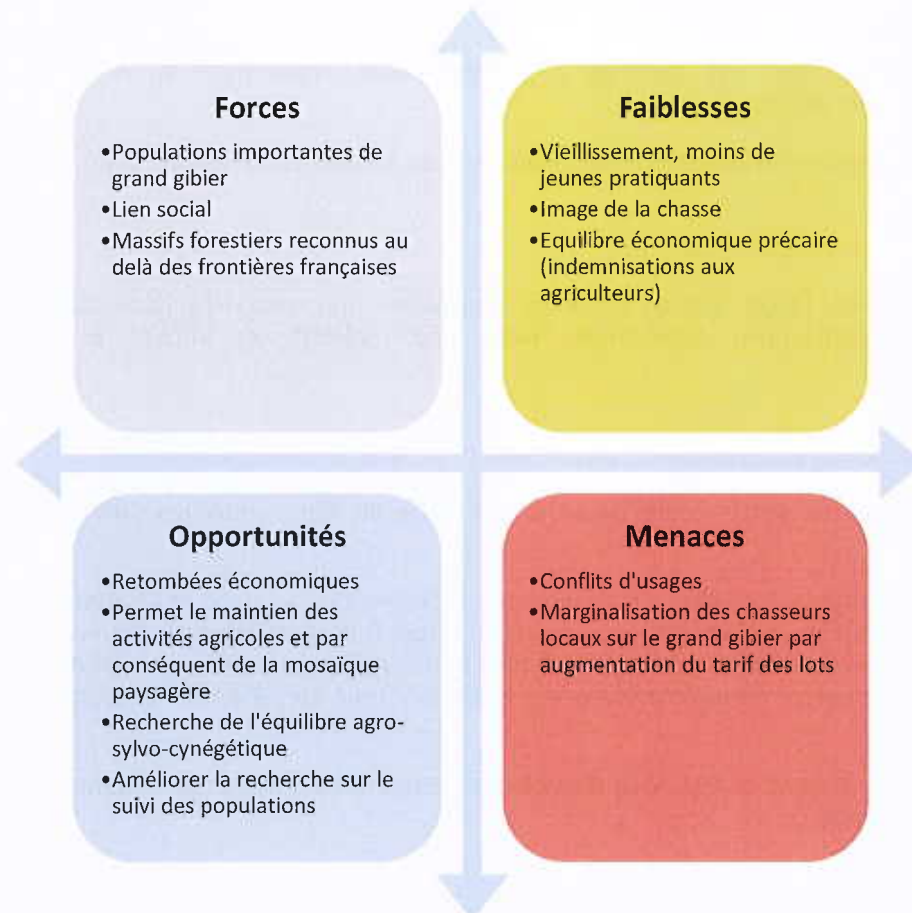 Forces
•Populations importantes de
grand gibier
•Lien social
•Massifs forestiers reconnus au
delà des frontières françaises
Faiblesses
•Vieillissement, moins de
jeunes pratiquants
•Image de la chasse
•Equilibre économique précaire
(indemnisations aux
agriculteurs)
Opportunités
•Retombées économiques
•Permet le maintien des
activités agricoles et par
conséquent de la mosaïque
paysagère
•Recherche de l'équilibre agro-
sylvo-cynégétique
•Améliorer la recherche sur le
suivi des populations
Menaces
•Conflits d'usages
•Marginalisation des chasseurs
locaux sur le grand gibier par
augmentation du tarif des lots